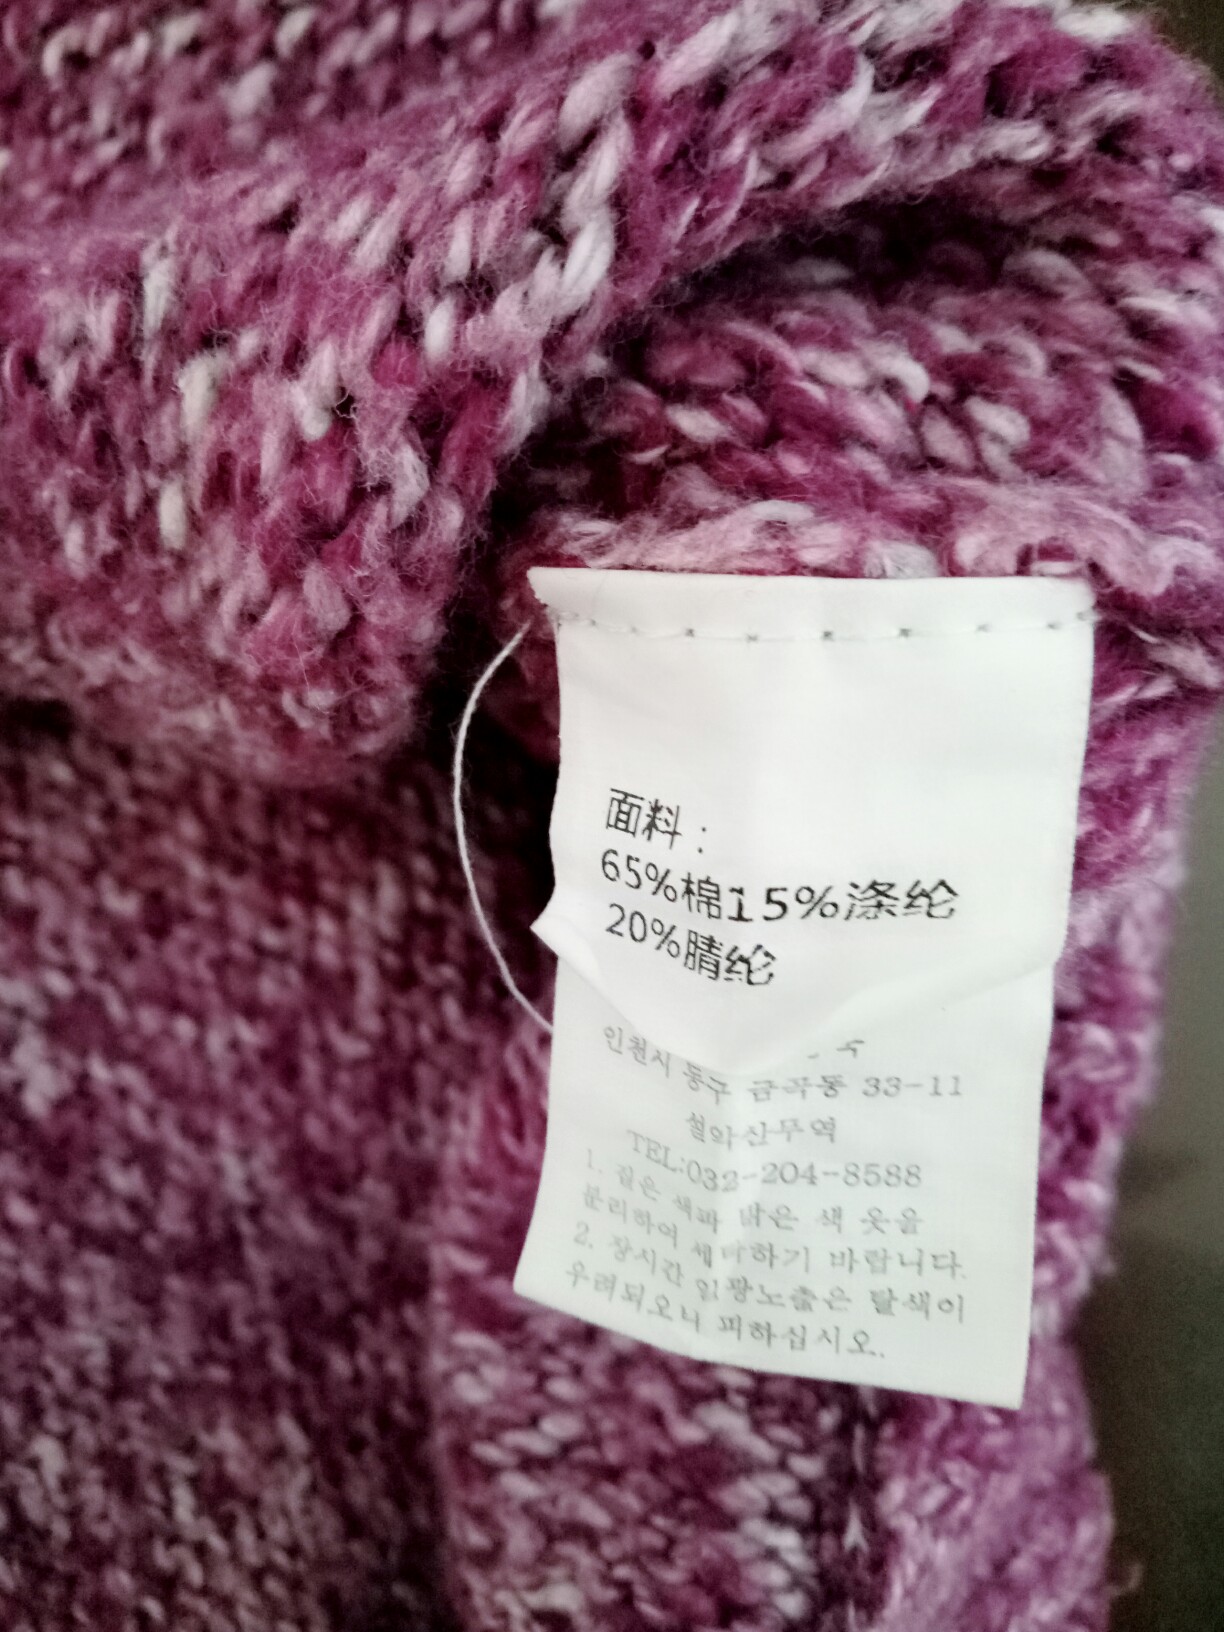 面料：
65%棉15%涤纶
20%腈纶
인천시 동구 금곡동 33-11
설악산무역
TEL:032-204-8588
1. 짙은 색과 밝은 색 옷을
분리하여 세탁하기 바랍니다.
2. 장시간 일광노출은 탈색이
우려되오니 피하십시오.